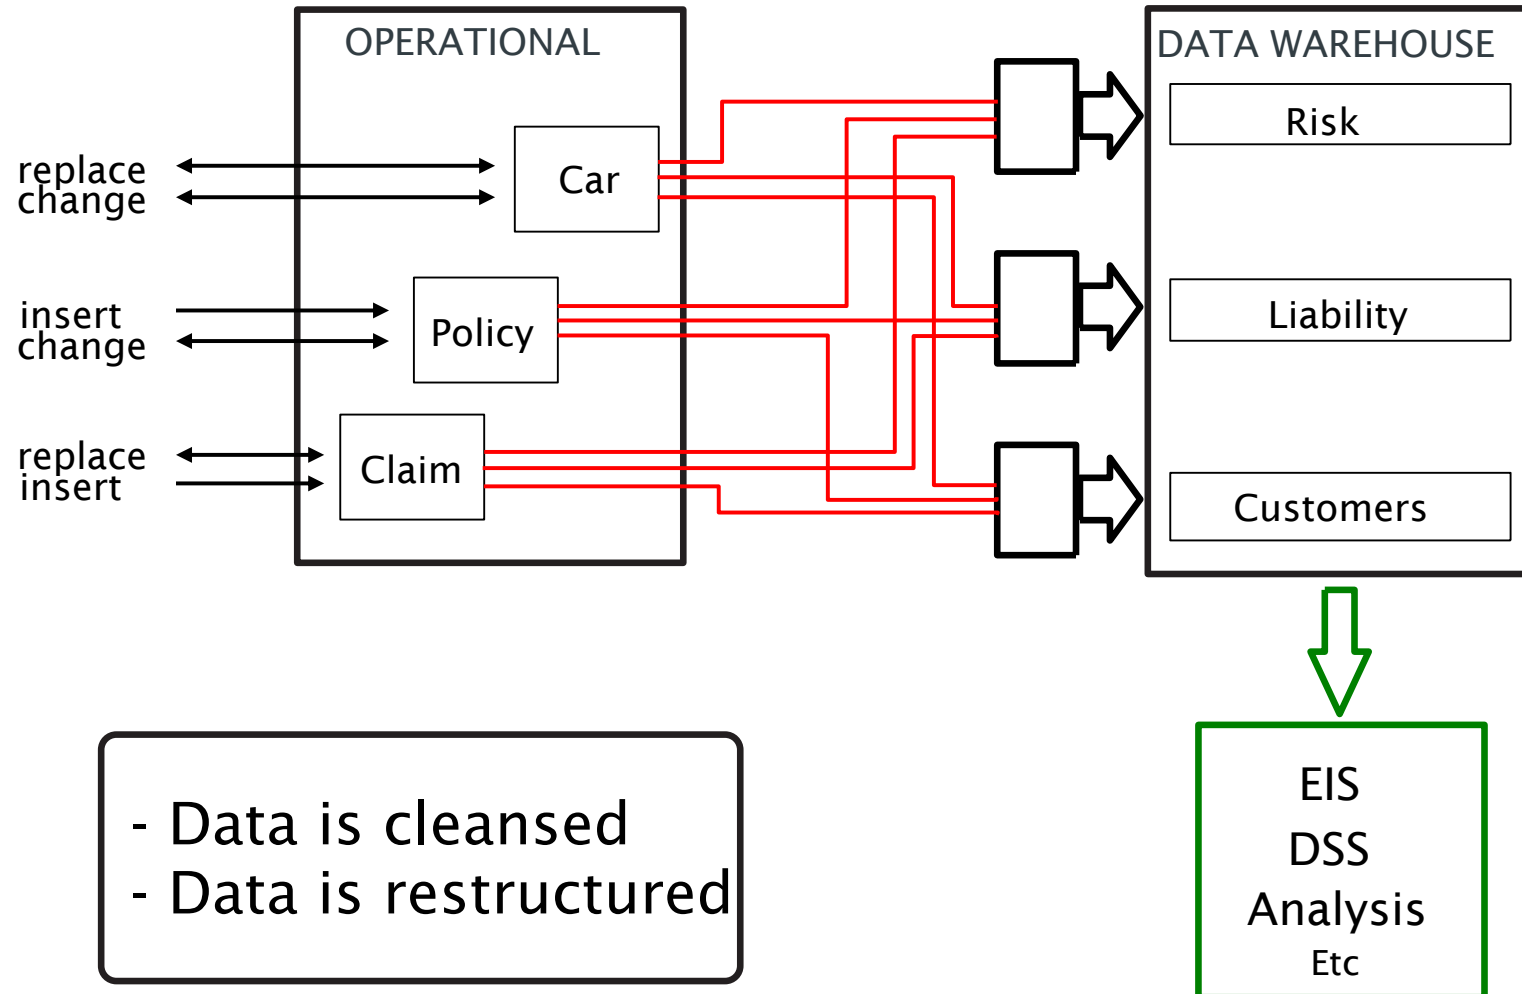 OPERATIONAL
DATA WAREHOUSE
replace
change
Car
Risk
insert
change
Policy
Liability
replace
insert
Claim
Customers
- Data is cleansed
- Data is restructured
EIS
DSS
Analysis
Etc